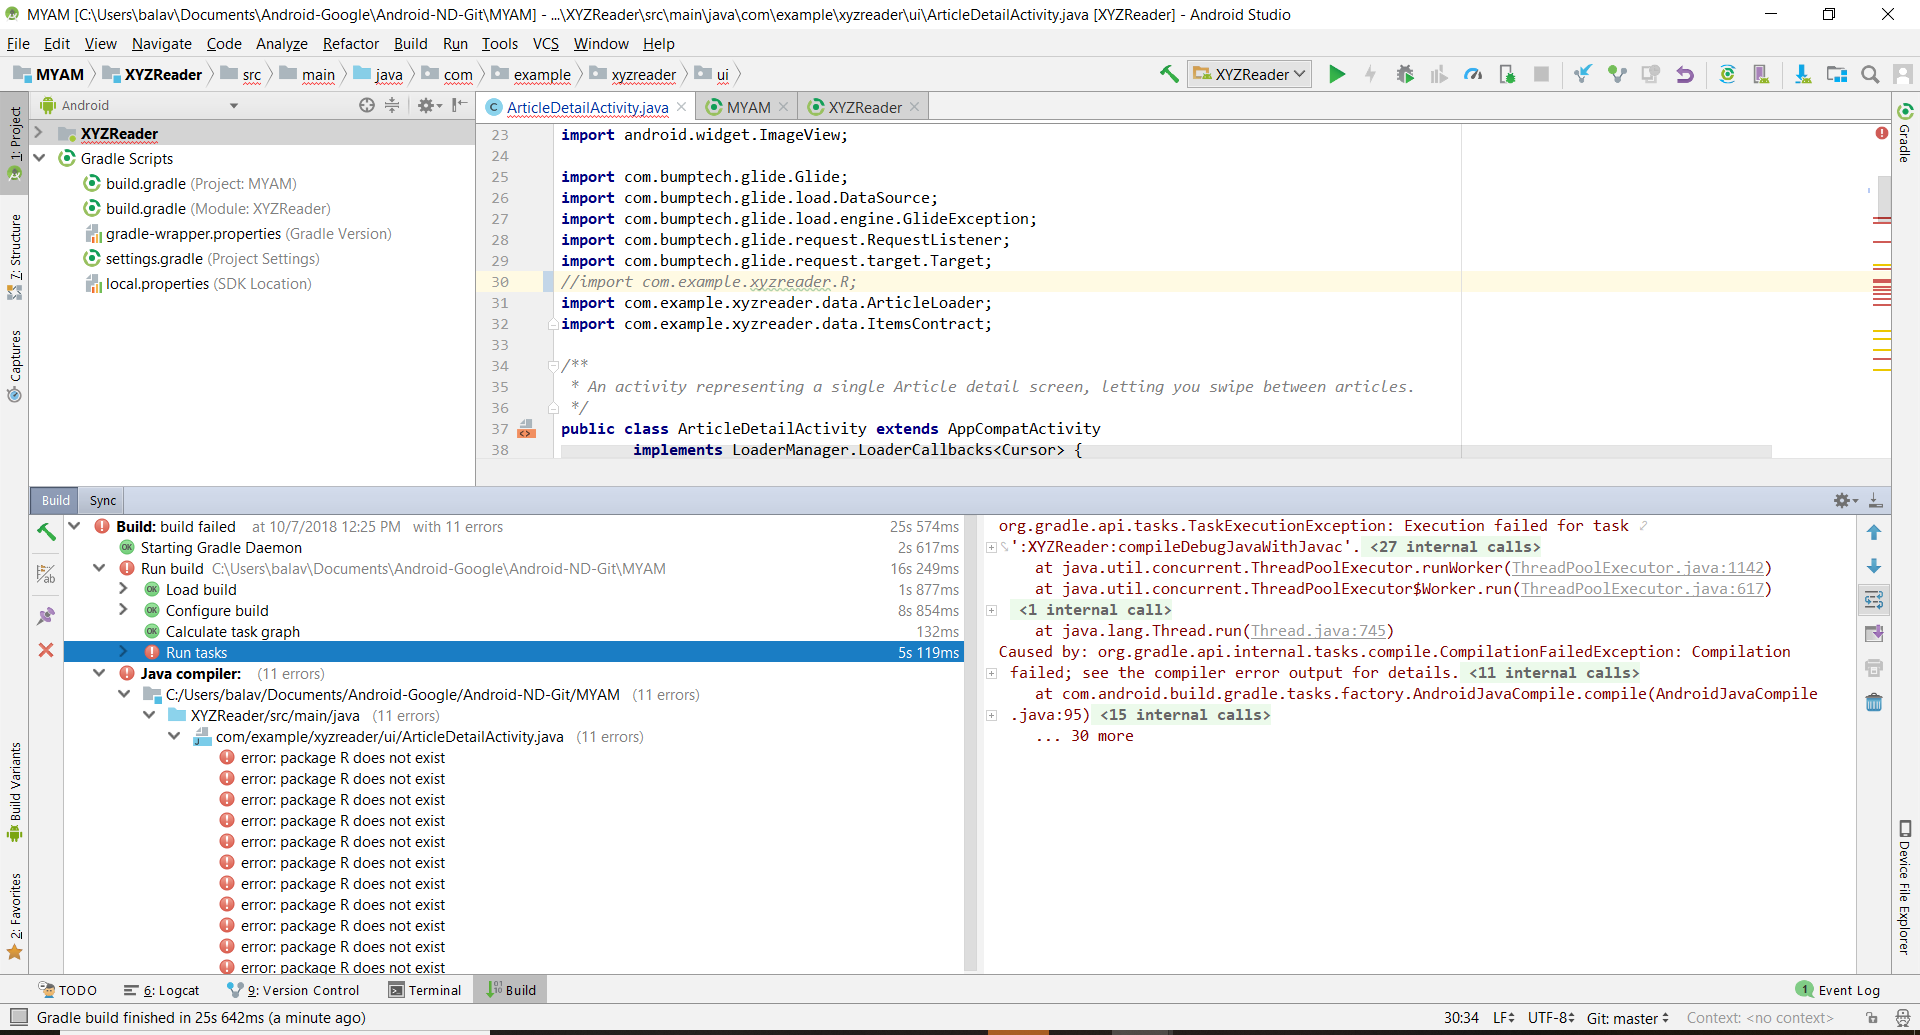 MYAM [C:\Users\balav\Documents\Android-Google\Android-ND-Git\MYAM] - ...\XYZReader\src\main\java\com\example\xyzreader\ui\ArticleDetailActivity.java [XYZReader] - Android Studio
File Edit View Navigate Code Analyze Refactor Build Run Tools VCS Window Help
MYAM XYZReader src main java com example xyzreader ui XYZReader
Android
ArticleDetailActivity.java MYAM XYZReader
1: Project
7: Structure
Captures
Build Variants
2: Favorites
XYZReader
Gradle Scripts
build.gradle (Project: MYAM)
build.gradle (Module: XYZReader)
gradle-wrapper.properties (Gradle Version)
settings.gradle (Project Settings)
local.properties (SDK Location)
23 import android.widget.ImageView;
24
25 import com.bumptech.glide.Glide;
26 import com.bumptech.glide.load.DataSource;
27 import com.bumptech.glide.load.engine.GlideException;
28 import com.bumptech.glide.request.RequestListener;
29 import com.bumptech.glide.request.target.Target;
30 //import com.example.xyzreader.R;
31 import com.example.xyzreader.data.ArticleLoader;
32 import com.example.xyzreader.data.ItemsContract;
33
34 /**
35 * An activity representing a single Article detail screen, letting you swipe between articles.
36 */
37 public class ArticleDetailActivity extends AppCompatActivity
38 implements LoaderManager.LoaderCallbacks<Cursor> {
Gradle
Device File Explorer
Build Sync
Build: build failed at 10/7/2018 12:25 PM with 11 errors 25s 574ms
Starting Gradle Daemon 2s 617ms
Run build C:\Users\balav\Documents\Android-Google\Android-ND-Git\MYAM 16s 249ms
Load build 1s 877ms
Configure build 8s 854ms
Calculate task graph 132ms
Run tasks 5s 119ms
Java compiler: (11 errors)
C:/Users/balav/Documents/Android-Google/Android-ND-Git/MYAM (11 errors)
XYZReader/src/main/java (11 errors)
com/example/xyzreader/ui/ArticleDetailActivity.java (11 errors)
error: package R does not exist
error: package R does not exist
error: package R does not exist
error: package R does not exist
error: package R does not exist
error: package R does not exist
error: package R does not exist
error: package R does not exist
error: package R does not exist
error: package R does not exist
error: package R does not exist
org.gradle.api.tasks.TaskExecutionException: Execution failed for task
':XYZReader:compileDebugJavaWithJavac'. <27 internal calls>
at java.util.concurrent.ThreadPoolExecutor.runWorker(ThreadPoolExecutor.java:1142)
at java.util.concurrent.ThreadPoolExecutor$Worker.run(ThreadPoolExecutor.java:617)
<1 internal call>
at java.lang.Thread.run(Thread.java:745)
Caused by: org.gradle.api.internal.tasks.compile.CompilationFailedException: Compilation
failed; see the compiler error output for details. <11 internal calls>
at com.android.build.gradle.tasks.factory.AndroidJavaCompile.compile(AndroidJavaCompile
.java:95) <15 internal calls>
... 30 more
TODO 6: Logcat 9: Version Control Terminal Build 1 Event Log
Gradle build finished in 25s 642ms (a minute ago) 30:34 LF UTF-8 Git: master Context: <no context>